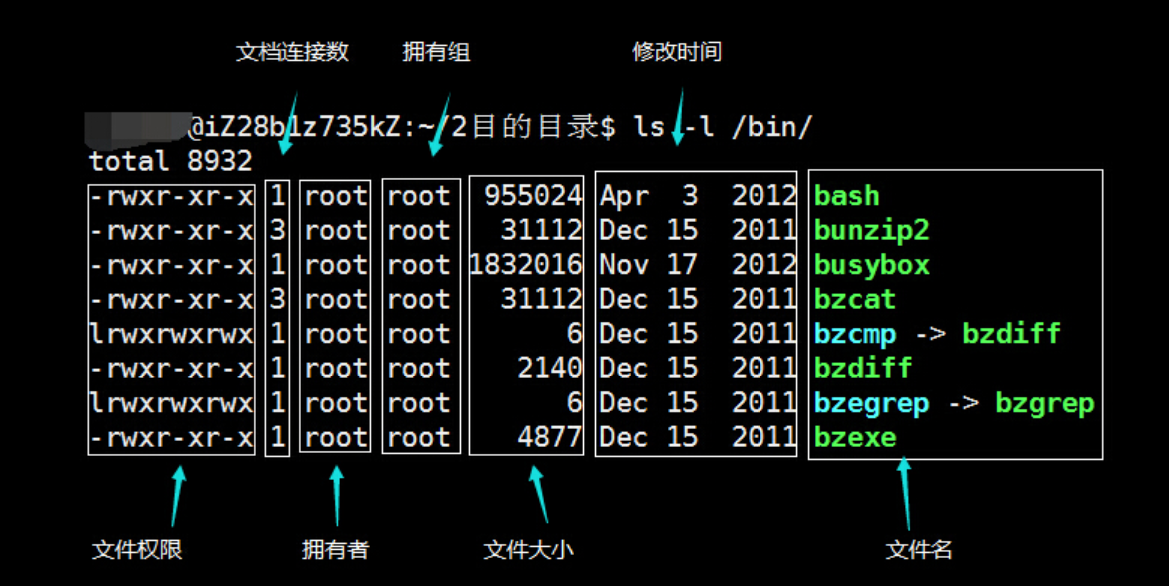 文档连接数 拥有组 修改时间
@iZ28b1z735kZ:~/2目的目录$ ls -l /bin/
total 8932
-rwxr-xr-x 1 root root 955024 Apr 3 2012 bash
-rwxr-xr-x 3 root root 31112 Dec 15 2011 bunzip2
-rwxr-xr-x 1 root root 1832016 Nov 17 2012 busybox
-rwxr-xr-x 3 root root 31112 Dec 15 2011 bzcat
lrwxrwxrwx 1 root root 6 Dec 15 2011 bzcmp -> bzdiff
-rwxr-xr-x 1 root root 2140 Dec 15 2011 bzdiff
lrwxrwxrwx 1 root root 6 Dec 15 2011 bzegrep -> bzgrep
-rwxr-xr-x 1 root root 4877 Dec 15 2011 bzexe
文件权限 拥有者 文件大小 文件名